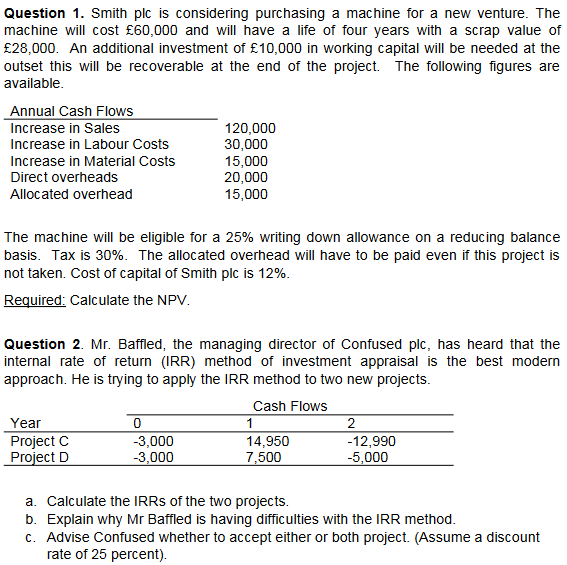 Question 1. Smith plc is considering purchasing a machine for a new venture. The
machine will cost £60,000 and will have a life of four years with a scrap value of
£28,000. An additional investment of £10,000 in working capital will be needed at the
outset this will be recoverable at the end of the project. The following figures are
available.
Annual Cash Flows
Increase in Sales 120,000
Increase in Labour Costs 30,000
Increase in Material Costs 15,000
Direct overheads 20,000
Allocated overhead 15,000
The machine will be eligible for a 25% writing down allowance on a reducing balance
basis. Tax is 30%. The allocated overhead will have to be paid even if this project is
not taken. Cost of capital of Smith plc is 12%.
Required: Calculate the NPV.
Question 2. Mr. Baffled, the managing director of Confused plc, has heard that the
internal rate of return (IRR) method of investment appraisal is the best modern
approach. He is trying to apply the IRR method to two new projects.
Cash Flows
Year 0 1 2
Project C -3,000 14,950 -12,990
Project D -3,000 7,500 -5,000
a. Calculate the IRRs of the two projects.
b. Explain why Mr Baffled is having difficulties with the IRR method.
c. Advise Confused whether to accept either or both project. (Assume a discount
rate of 25 percent).